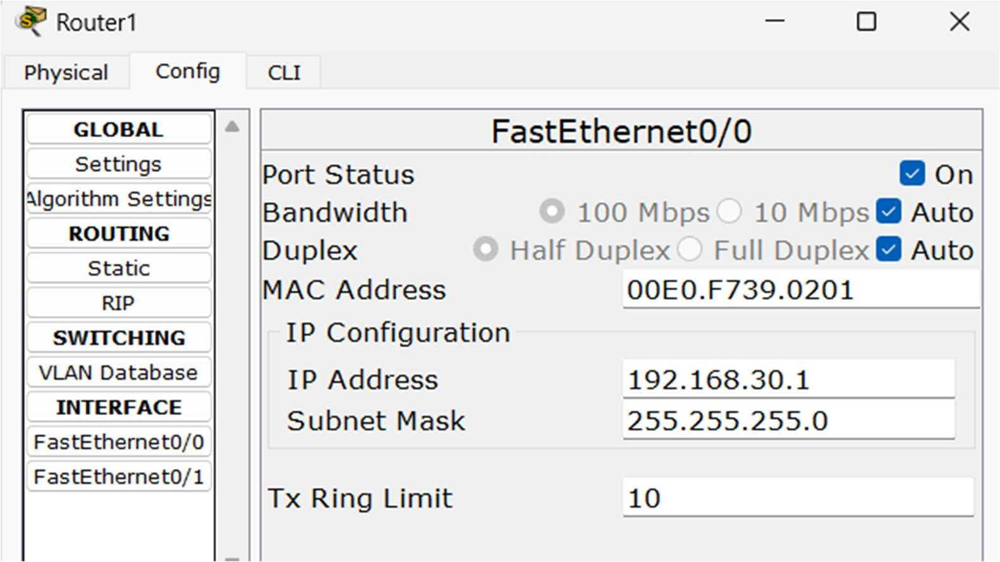 Router1
Physical Config CLI
GLOBAL
Settings
Algorithm Settings
ROUTING
Static
RIP
SWITCHING
VLAN Database
INTERFACE
FastEthernet0/0
FastEthernet0/1
FastEthernet0/0
Port Status On
Bandwidth 100 Mbps 10 Mbps Auto
Duplex Half Duplex Full Duplex Auto
MAC Address 00E0.F739.0201
IP Configuration
IP Address 192.168.30.1
Subnet Mask 255.255.255.0
Tx Ring Limit 10